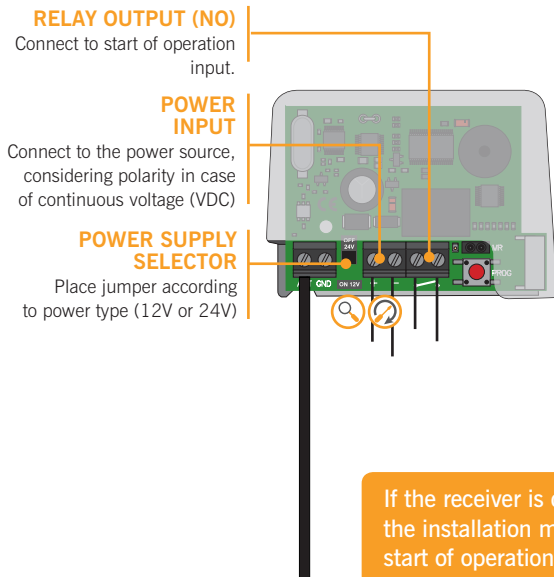 RELAY OUTPUT (NO)
Connect to start of operation
input.
POWER
INPUT
Connect to the power source,
considering polarity in case
of continuous voltage (VDC)
POWER SUPPLY
SELECTOR
Place jumper according
to power type (12V or 24V)
OFF
24V
MR
PROG
GND
ON 12V
+ -
If the receiver is
the installation
start of operation